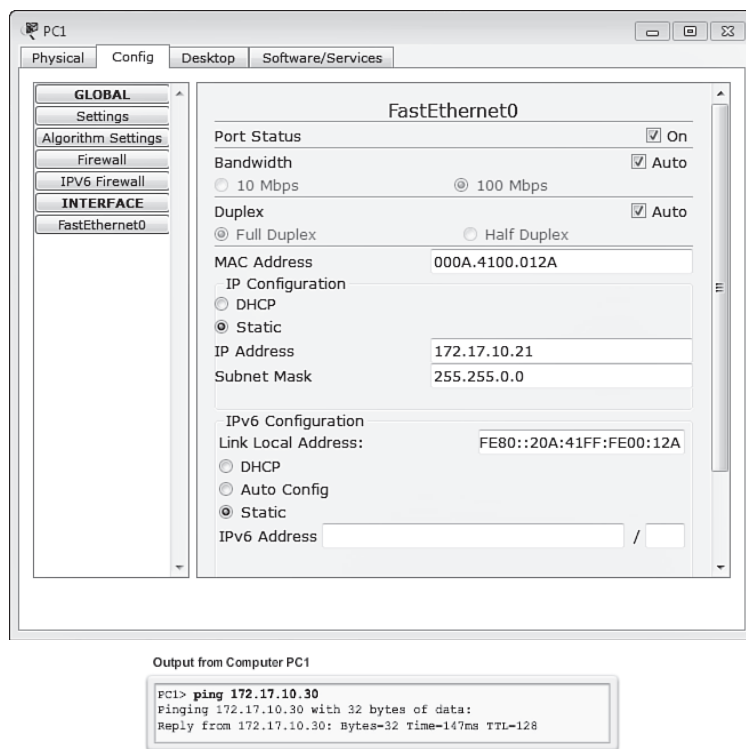 PC1
Physical Config Desktop Software/Services
GLOBAL
Settings
Algorithm Settings
Firewall
IPV6 Firewall
INTERFACE
FastEthernet0
FastEthernet0
Port Status On
Bandwidth Auto
10 Mbps 100 Mbps
Duplex Auto
Full Duplex Half Duplex
MAC Address 000A.4100.012A
IP Configuration
DHCP
Static
IP Address 172.17.10.21
Subnet Mask 255.255.0.0
IPv6 Configuration
Link Local Address: FE80::20A:41FF:FE00:12A
DHCP
Auto Config
Static
IPv6 Address /
Output from Computer PC1
PC1> ping 172.17.10.30
Pinging 172.17.10.30 with 32 bytes of data:
Reply from 172.17.10.30: Bytes=32 Time=147ms TTL=128